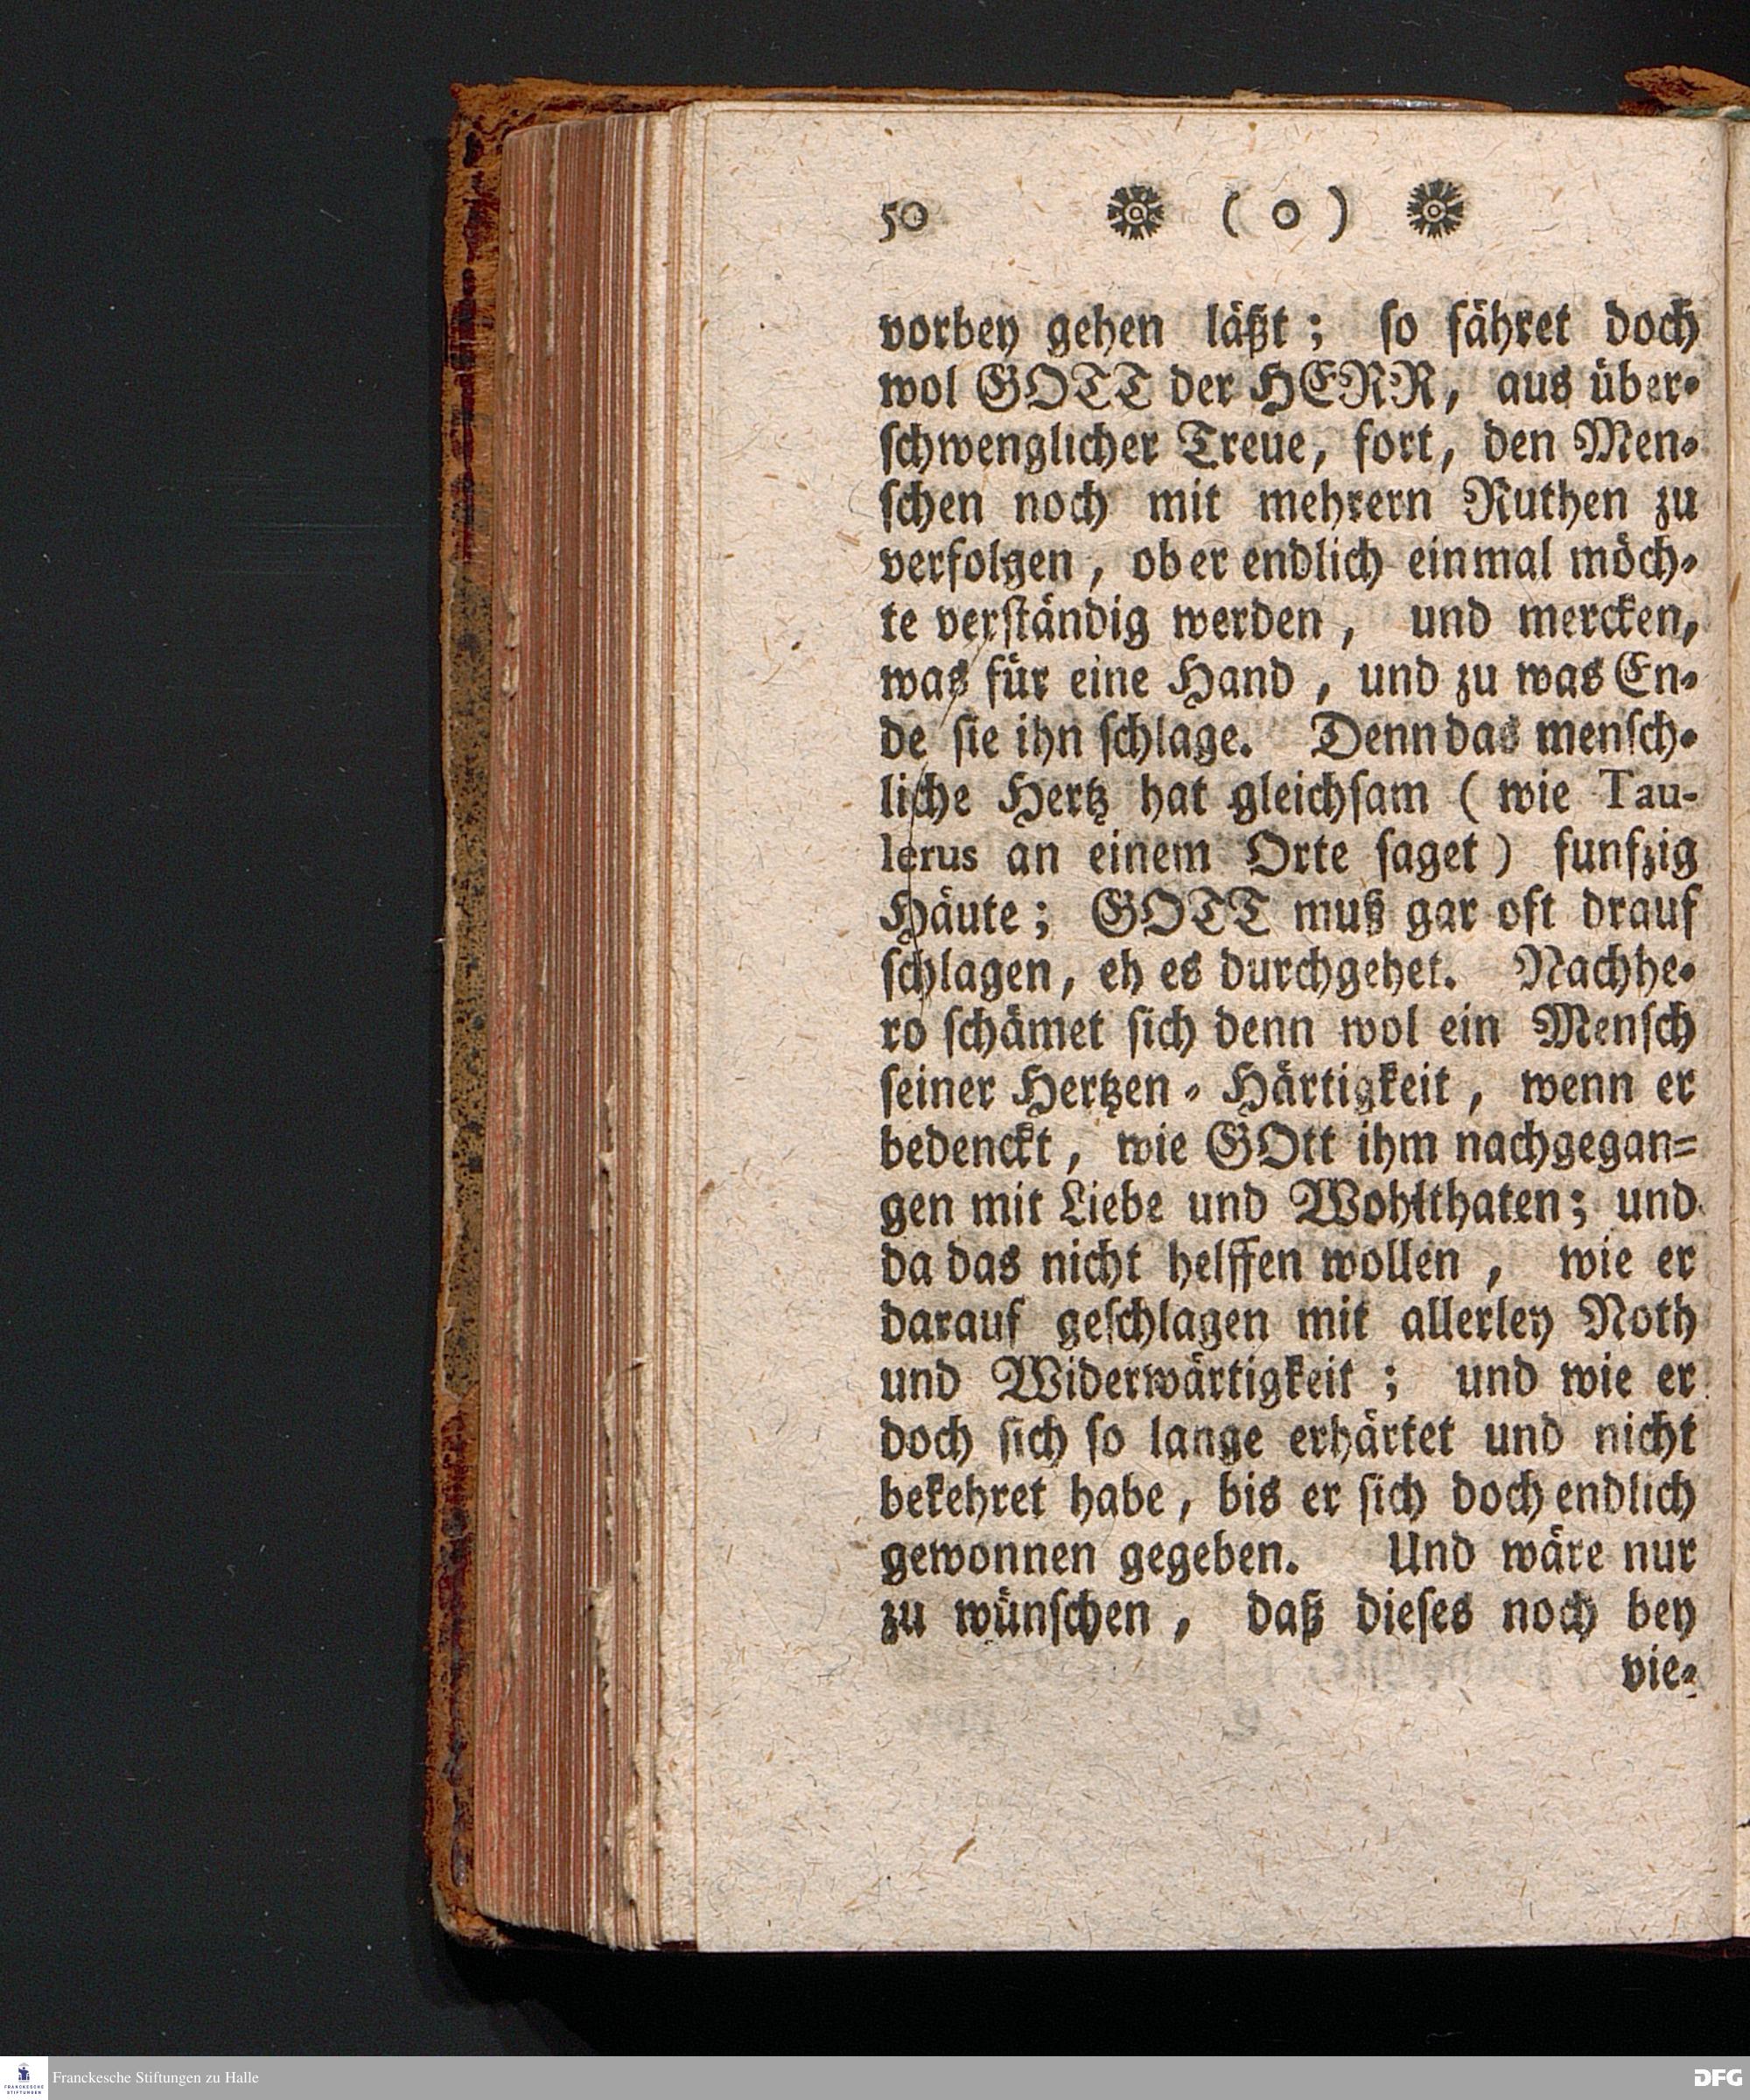 50 ❋ ( o ) ❋
vorbey gehen läßt; ſo fähret doch
wol GOTT der HERR, aus über-
ſchwenglicher Treue, fort, den Men-
ſchen noch mit mehrern Ruthen zu
verfolgen, ob er endlich einmal möch-
te verſtändig werden, und mercken,
was für eine Hand, und zu was En-
de ſie ihn ſchlage. Denn das menſch-
liche Hertz hat gleichſam (wie Tau-
lerus an einem Orte ſaget) funfzig
Häute; GOTT muß gar oft drauf
ſchlagen, eh es durchgehet. Nachhe-
ro ſchämet ſich denn wol ein Menſch
ſeiner Hertzen-Härtigkeit, wenn er
bedenckt, wie GOtt ihm nachgegan-
gen mit Liebe und Wohlthaten; und
da das nicht helffen wollen, wie er
darauf geſchlagen mit allerley Noth
und Widerwärtigkeit; und wie er
doch ſich ſo lange erhärtet und nicht
bekehret habe, bis er ſich doch endlich
gewonnen gegeben. Und wäre nur
zu wünſchen, daß dieſes noch bey
vie-
FRANCKESCHE
STIFTUNGEN
Franckesche Stiftungen zu Halle
DFG